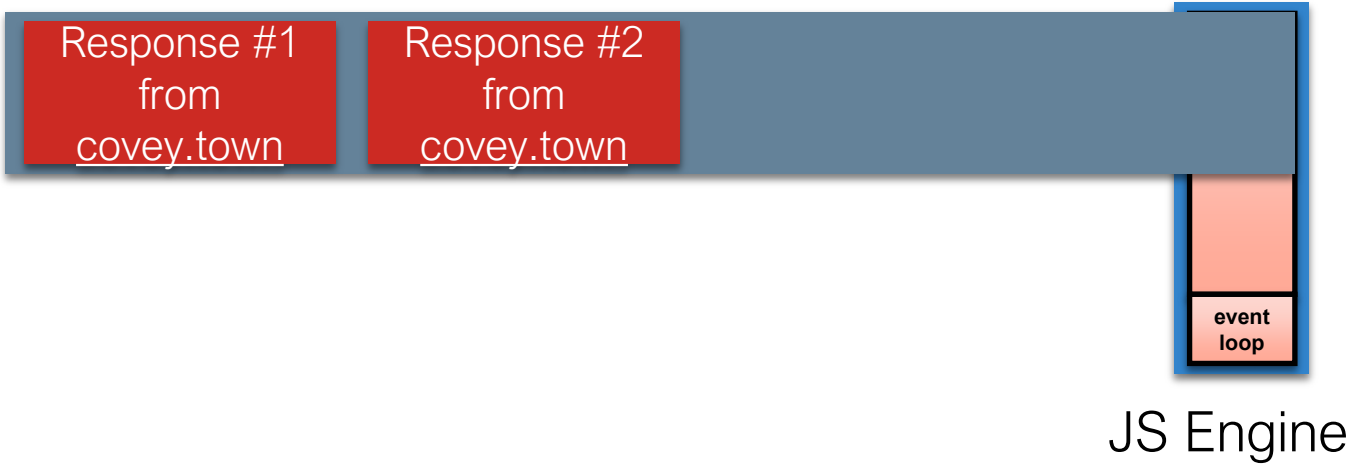 Response #1
from
covey.town
Response #2
from
covey.town
event
loop
JS Engine